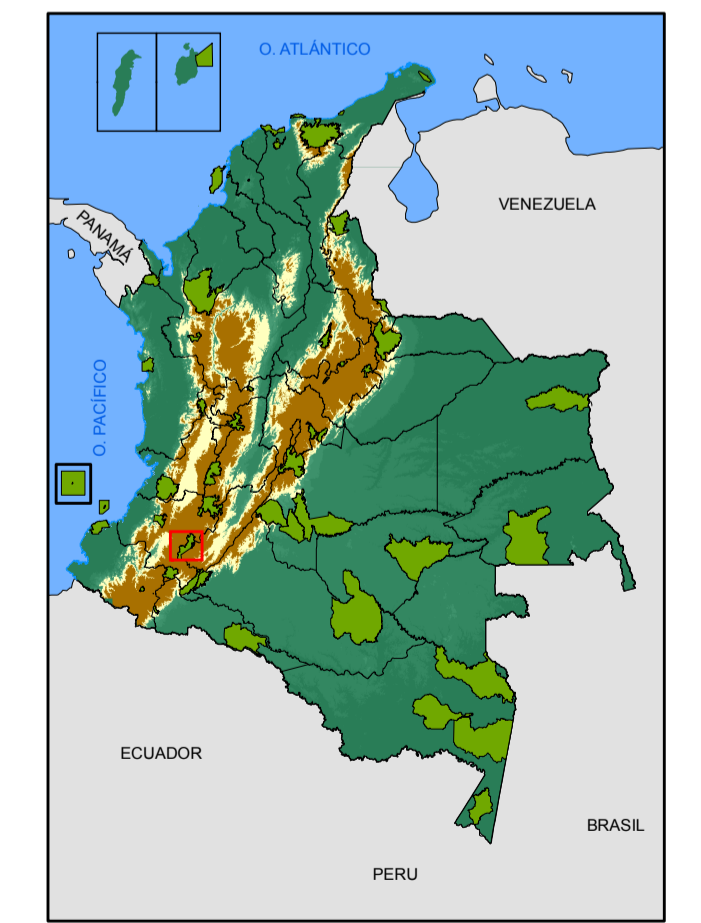 O. ATLÁNTICO
VENEZUELA
PANAMÁ
O. PACÍFICO
ECUADOR
BRASIL
PERU